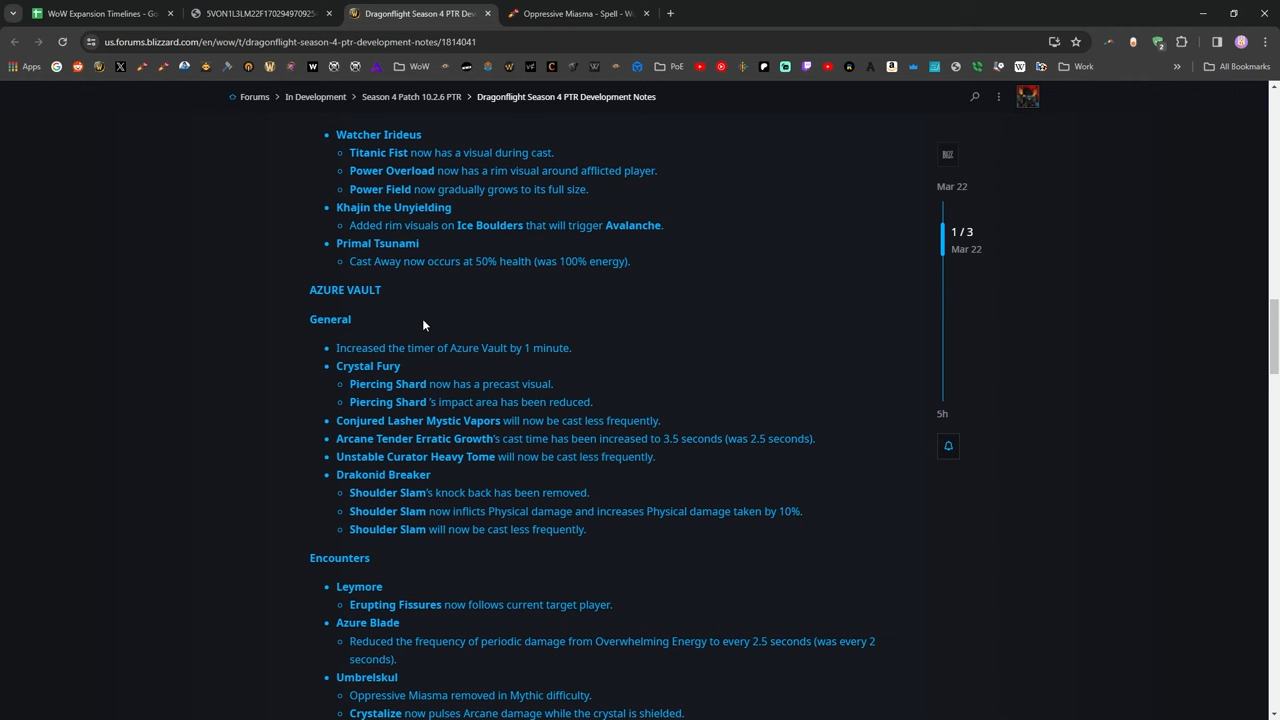 WoW Expansion Timelines - Go
5VON1L3LM22F170294970925
Dragonflight Season 4 PTR Dev
Oppressive Miasma - Spell - W
us.forums.blizzard.com/en/wow/t/dragonflight-season-4-ptr-development-notes/1814041
Apps
WoW
PoE
Work
»
All Bookmarks
Forums > In Development > Season 4 Patch 10.2.6 PTR > Dragonflight Season 4 PTR Development Notes
• Watcher Irideus
◦ Titanic Fist now has a visual during cast.
◦ Power Overload now has a rim visual around afflicted player.
◦ Power Field now gradually grows to its full size.
• Khajin the Unyielding
◦ Added rim visuals on Ice Boulders that will trigger Avalanche.
• Primal Tsunami
◦ Cast Away now occurs at 50% health (was 100% energy).
AZURE VAULT
General
• Increased the timer of Azure Vault by 1 minute.
• Crystal Fury
◦ Piercing Shard now has a precast visual.
◦ Piercing Shard 's impact area has been reduced.
• Conjured Lasher Mystic Vapors will now be cast less frequently.
• Arcane Tender Erratic Growth's cast time has been increased to 3.5 seconds (was 2.5 seconds).
• Unstable Curator Heavy Tome will now be cast less frequently.
• Drakonid Breaker
◦ Shoulder Slam's knock back has been removed.
◦ Shoulder Slam now inflicts Physical damage and increases Physical damage taken by 10%.
◦ Shoulder Slam will now be cast less frequently.
Encounters
• Leymore
◦ Erupting Fissures now follows current target player.
• Azure Blade
◦ Reduced the frequency of periodic damage from Overwhelming Energy to every 2.5 seconds (was every 2
seconds).
• Umbrelskul
◦ Oppressive Miasma removed in Mythic difficulty.
◦ Crystalize now pulses Arcane damage while the crystal is shielded.
Mar 22
1 / 3
Mar 22
5h